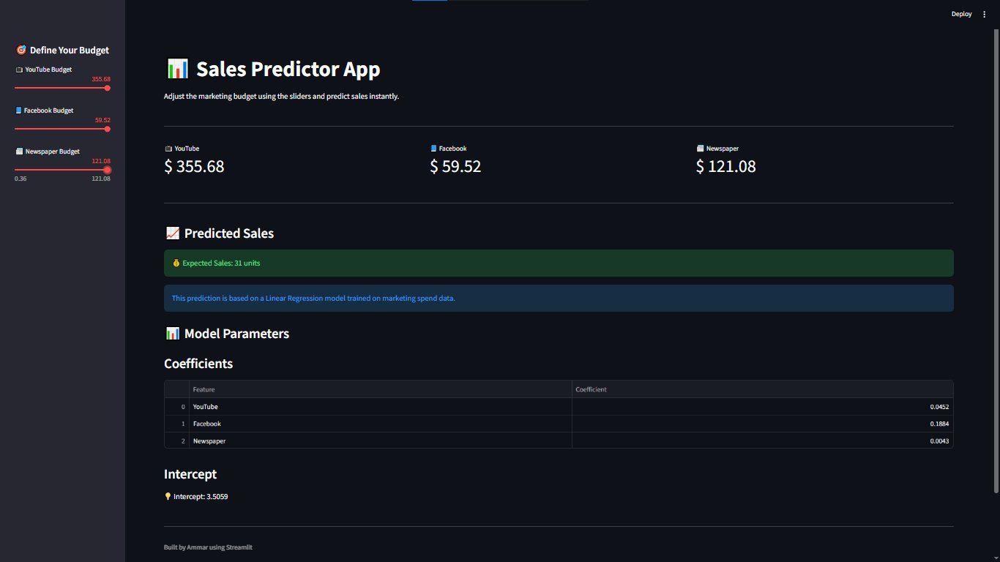 Deploy
Define Your Budget
YouTube Budget
355.68
Facebook Budget
59.52
Newspaper Budget
121.08
0.36 121.08
Sales Predictor App
Adjust the marketing budget using the sliders and predict sales instantly.
YouTube Facebook Newspaper
$ 355.68 $ 59.52 $ 121.08
Predicted Sales
Expected Sales: 31 units
This prediction is based on a Linear Regression model trained on marketing spend data.
Model Parameters
Coefficients
Feature Coefficient
0 YouTube 0.0452
1 Facebook 0.1884
2 Newspaper 0.0043
Intercept
Intercept: 3.5059
Built by Ammar using Streamlit